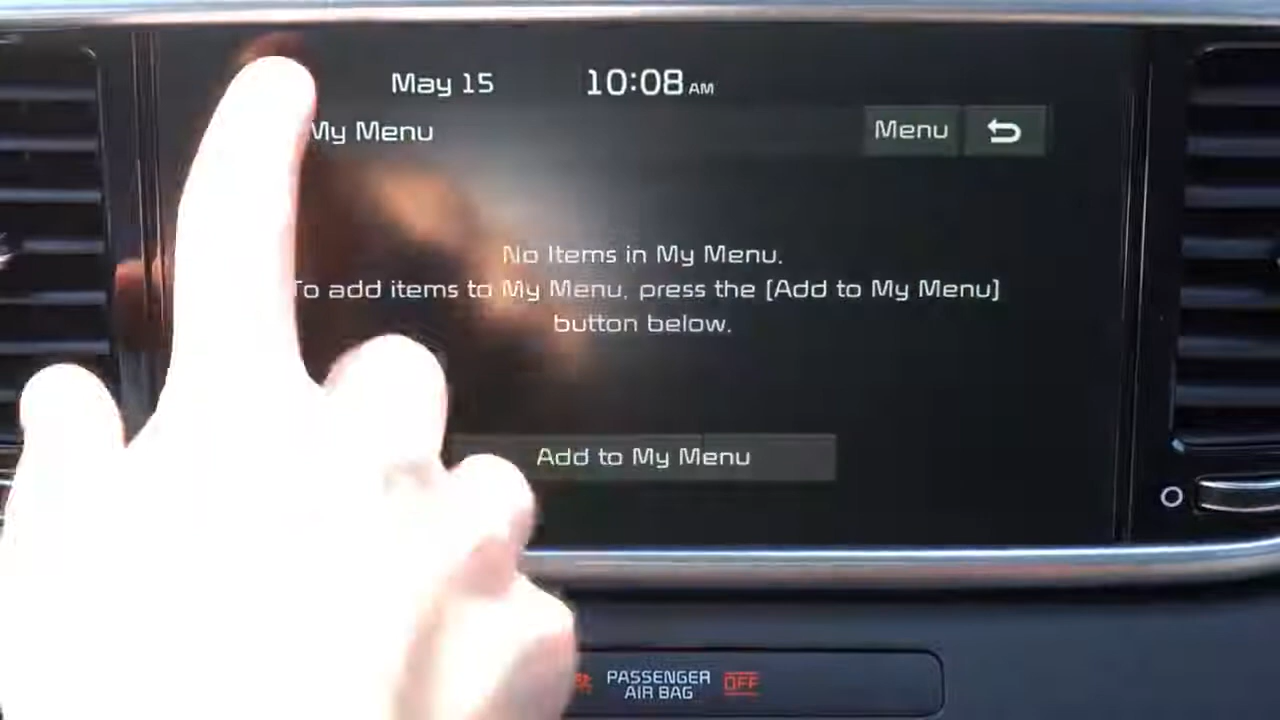 May 15 10:08 AM
My Menu Menu
No Items in My Menu.
To add items to My Menu, press the [Add to My Menu]
button below.
Add to My Menu
PASSENGER
AIR BAG OFF